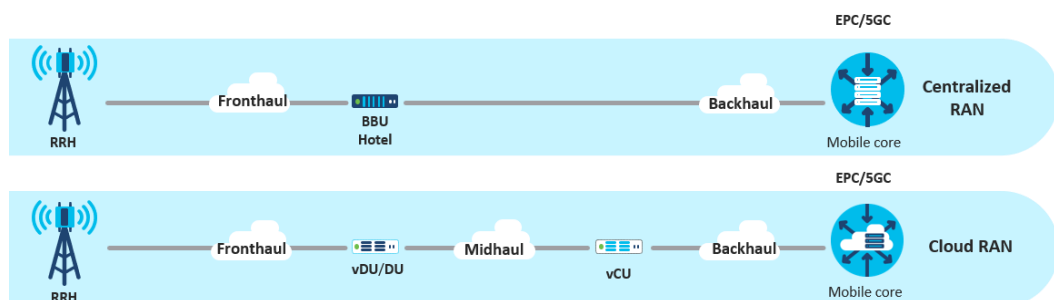 EPC/5GC
Fronthaul
Backhaul
Centralized
RAN
RRH
BBU
Hotel
Mobile core
EPC/5GC
Fronthaul
Midhaul
Backhaul
Cloud RAN
vDU/DU
vCU
RRH
Mobile core